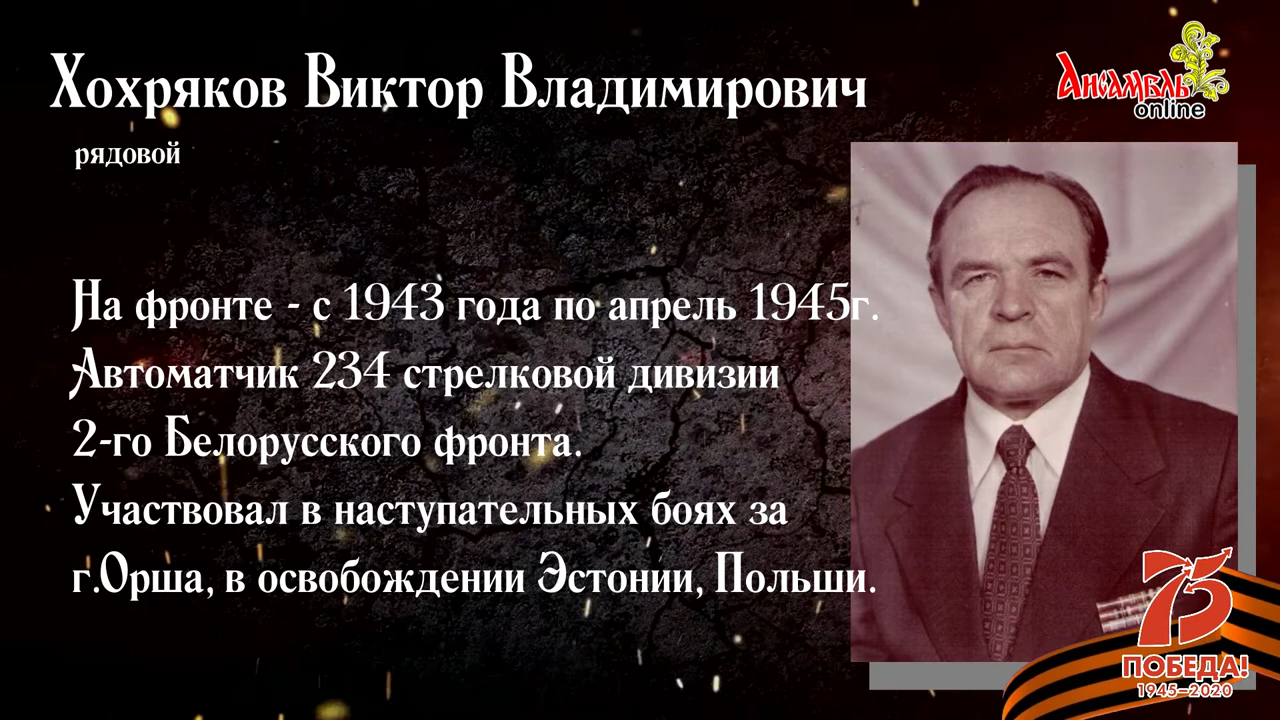 Хохряков Виктор Владимирович
рядовой
На фронте - с 1943 года по апрель 1945г.
Автоматчик 234 стрелковой дивизии
2-го Белорусского фронта.
Участвовал в наступательных боях за
г.Орша, в освобождении Эстонии, Польши.
Ансамбль
online
75
ПОБЕДА!
1945–2020